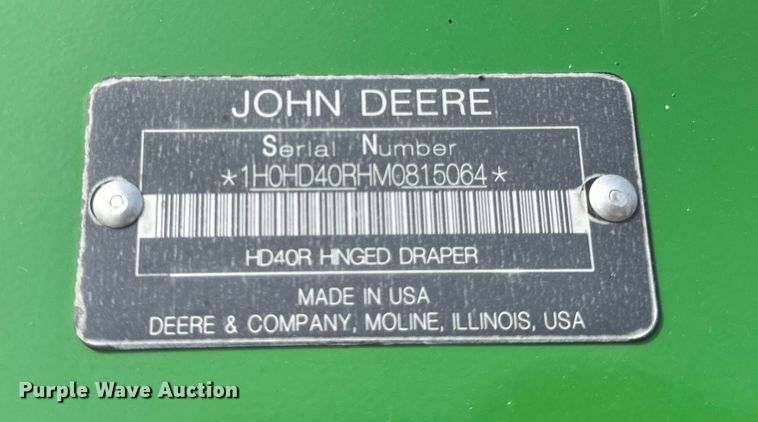 JOHN DEERE
Serial Number
*1H0HD40RHM0815064*
HD40R HINGED DRAPER
MADE IN USA
DEERE & COMPANY, MOLINE, ILLINOIS, USA
Purple Wave Auction